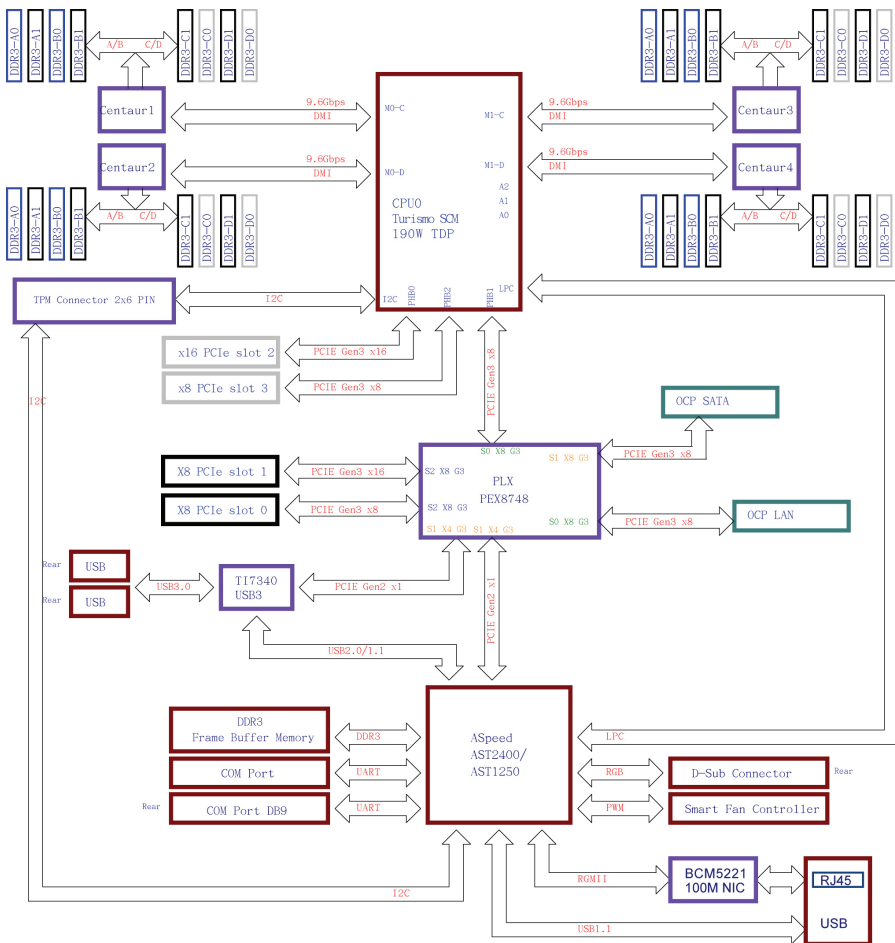 DDR3-A0
DDR3-A1
DDR3-B0
DDR3-B1
A/B C/D
DDR3-C1
DDR3-C0
DDR3-D1
DDR3-D0
DDR3-A0
DDR3-A1
DDR3-B0
DDR3-B1
A/B C/D
DDR3-C1
DDR3-C0
DDR3-D1
DDR3-D0
Centaur1
9.6Gbps
DMI
M0-C
M1-C
9.6Gbps
DMI
Centaur3
Centaur2
9.6Gbps
DMI
M0-D
M1-D
9.6Gbps
DMI
Centaur4
A2
A1
A0
CPU0
Turismo SCM
190W TDP
DDR3-A0
DDR3-A1
DDR3-B0
DDR3-B1
A/B C/D
DDR3-C1
DDR3-C0
DDR3-D1
DDR3-D0
DDR3-A0
DDR3-A1
DDR3-B0
DDR3-B1
A/B C/D
DDR3-C1
DDR3-C0
DDR3-D1
DDR3-D0
TPM Connector 2x6 PIN
I2C
I2C
PHB0
PHB2
PHB1
LPC
x16 PCIe slot 2
PCIE Gen3 x16
x8 PCIe slot 3
PCIE Gen3 x8
PCIE Gen3 x8
I2C
OCP SATA
PCIE Gen3 x8
S0 X8 G3
S1 X8 G3
X8 PCIe slot 1
PCIE Gen3 x16
S2 X8 G3
PLX
PEX8748
X8 PCIe slot 0
PCIE Gen3 x8
S2 X8 G3
S1 X4 G3
S1 X4 G3
S0 X8 G3
PCIE Gen3 x8
OCP LAN
Rear
USB
Rear
USB
USB3.0
TI7340
USB3
PCIE Gen2 x1
PCIE Gen2 x1
USB2.0/1.1
DDR3
Frame Buffer Memory
DDR3
ASpeed
AST2400/
AST1250
LPC
COM Port
UART
RGB
D-Sub Connector
Rear
Rear
COM Port DB9
UART
PWM
Smart Fan Controller
I2C
RGMII
BCM5221
100M NIC
RJ45
USB
USB1.1